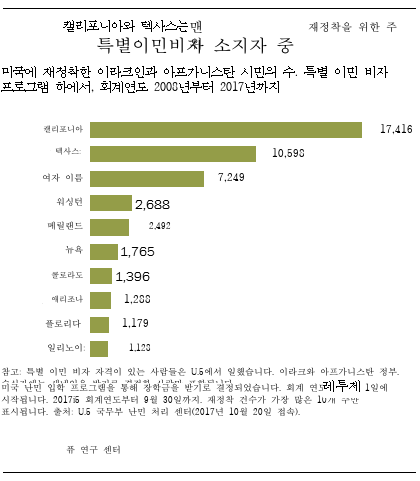 캘리포니아와 텍사스는 맨 위 재정착을 위한 주
특별이민비자 소지자 중
미국에 재정착한 이라크인과 아프가니스탄 시민의 수. 특별 이민 비자
프로그램 하에서, 회계연도 2008년부터 2017년까지
캘리포니아 17,416
텍사스: 10,598
여자 이름 7,249
워싱턴 2,688
메릴랜드 2,492
뉴욕 1,765
콜로라도 1,396
애리조나 1,288
플로리다 1,179
일리노이: 1,128
참고: 특별 이민 비자 자격이 있는 사람들은 U.S에서 일했습니다. 이라크와 아프가니스탄 정부.
미국 난민 입학 프로그램을 통해 장학금을 받기로 결정되었습니다. 회계 연도 레투제 1일에
시작됩니다. 2017S 회계연도부터 9월 30일까지. 재정착 건수가 가장 많은 10개 주만
표시됩니다. 출처: U.S 국무부 난민 처리 센터(2017년 10월 20일 접속).
퓨 연구 센터